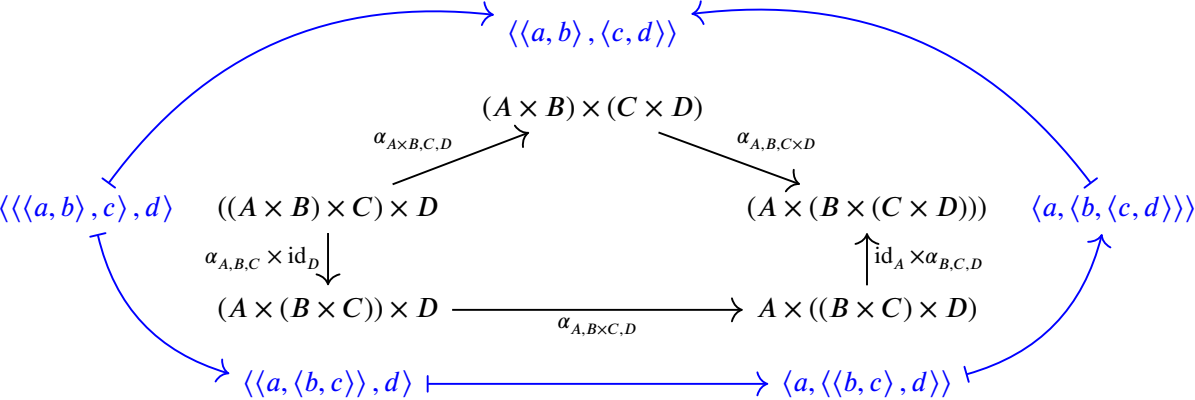 ⟨⟨a, b⟩ , ⟨c, d⟩⟩
(A × B) × (C × D)
α_{A×B,C,D} α_{A,B,C×D}
⟨⟨⟨a, b⟩ , c⟩ , d⟩ ((A × B) × C) × D (A × (B × (C × D))) ⟨a, ⟨b, ⟨c, d⟩⟩⟩
α_{A,B,C} × id_D id_A ×α_{B,C,D}
(A × (B × C)) × D A × ((B × C) × D)
α_{A,B×C,D}
⟨⟨a, ⟨b, c⟩⟩ , d⟩ ⟨a, ⟨⟨b, c⟩ , d⟩⟩